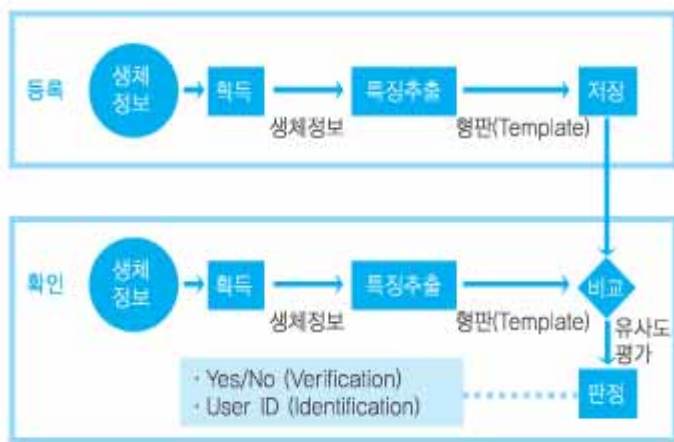 등록
생체
정보
획득
특징추출
저장
생체정보
형판(Template)
확인
생체
정보
획득
특징추출
비교
생체정보
형판(Template)
유사도
평가
· Yes/No (Verification)
· User ID (Identification)
판정